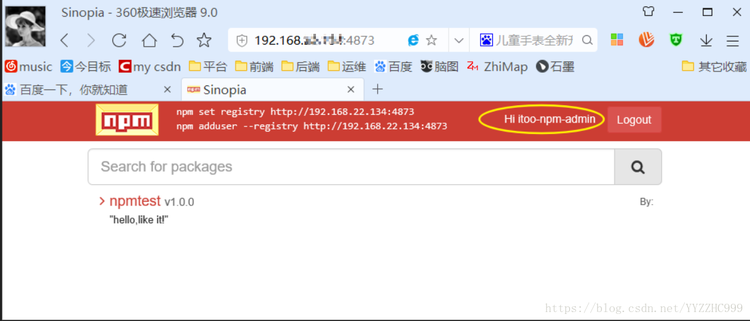 Sinopia - 360极速浏览器 9.0
192.168. :4873
儿童手表全新升
music 今目标 my csdn 平台 前端 后端 运维 百度 脑图 ZhiMap 石墨 其它收藏
百度一下，你就知道 Sinopia
npm
npm set registry http://192.168.22.134:4873
npm adduser --registry http://192.168.22.134:4873
Hi itoo-npm-admin Logout
Search for packages
npmtest v1.0.0 By:
"hello,like it!"
https://blog.csdn.net/YYZZHC999